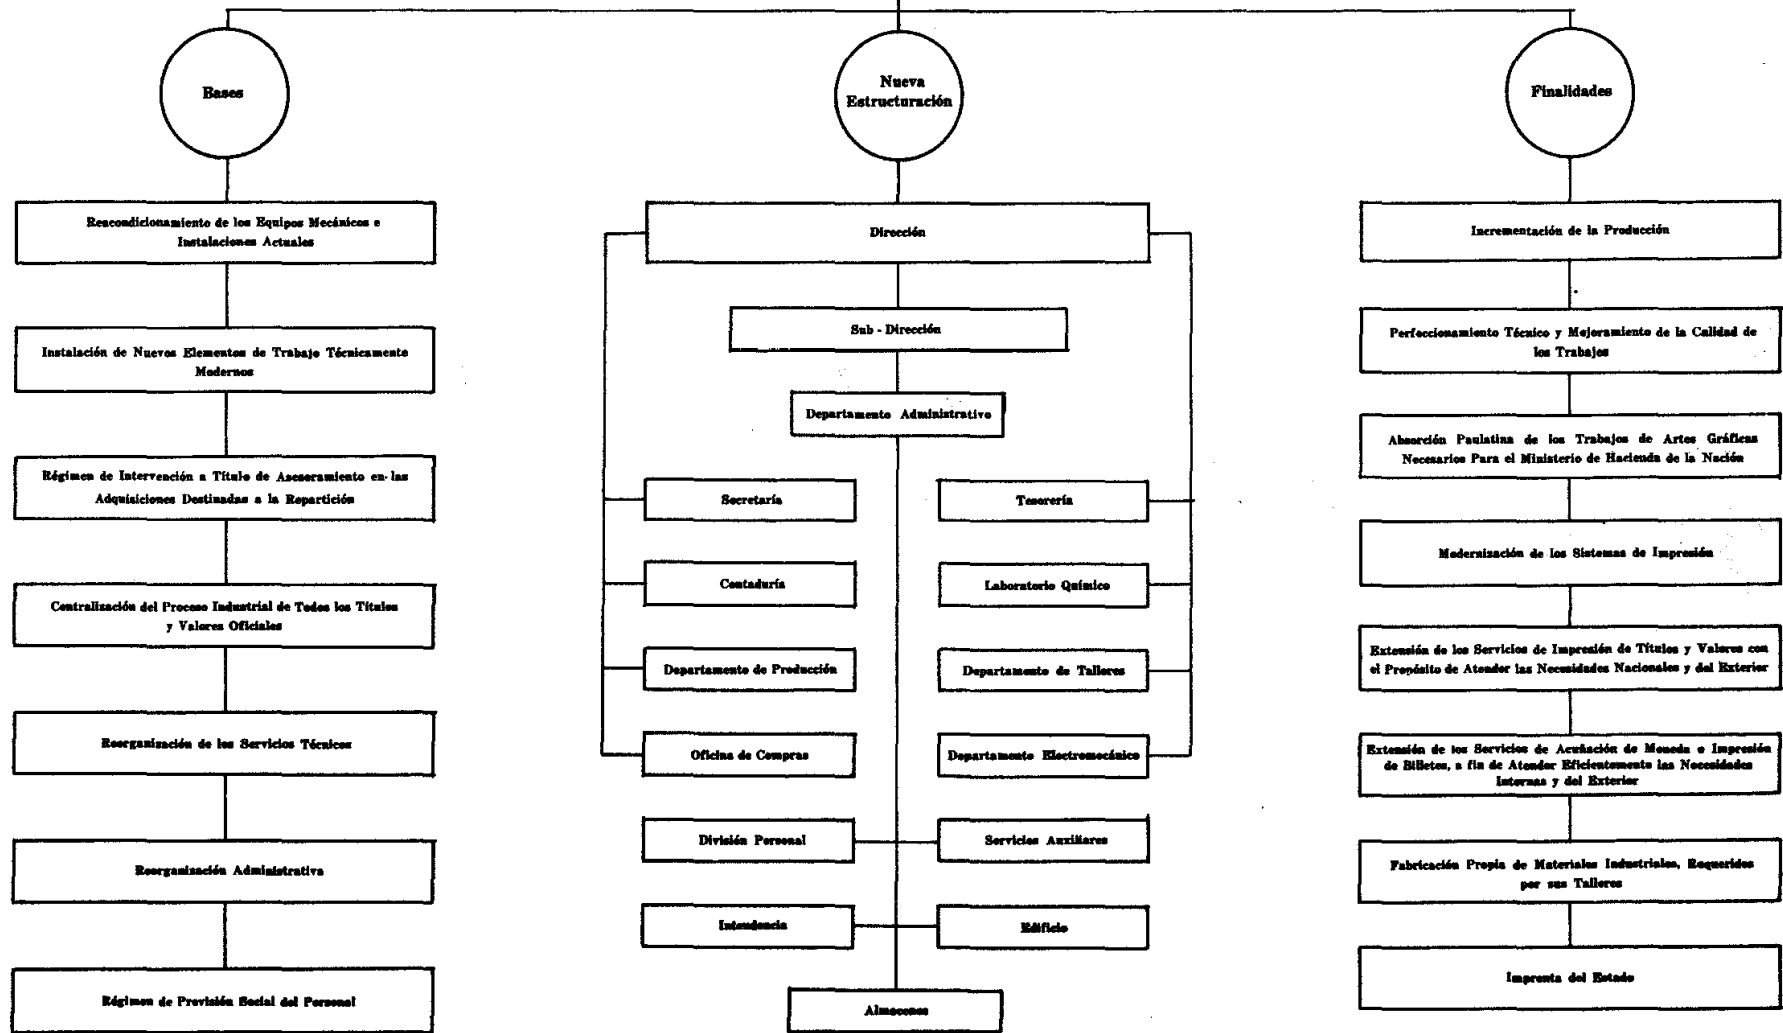 Bases
Reacondicionamiento de los Equipos Mecánicos e
Instalaciones Actuales
Instalación de Nuevos Elementos de Trabajo Técnicamente
Modernos
Régimen de Intervención a Título de Asesoramiento en las
Adquisiciones Destinadas a la Repartición
Centralización del Proceso Industrial de Todos los Títulos
y Valores Oficiales
Reorganización de los Servicios Técnicos
Reorganización Administrativa
Régimen de Previsión Social del Personal
Nueva
Estructuración
Dirección
Sub - Dirección
Departamento Administrativo
Secretaría
Tesorería
Contaduría
Laboratorio Químico
Departamento de Producción
Departamento de Talleres
Oficina de Compras
Departamento Electromecánico
División Personal
Servicios Auxiliares
Intendencia
Edificio
Almacenes
Finalidades
Incrementación de la Producción
Perfeccionamiento Técnico y Mejoramiento de la Calidad de
los Trabajos
Absorción Paulatina de los Trabajos de Artes Gráficas
Necesarios Para el Ministerio de Hacienda de la Nación
Modernización de los Sistemas de Impresión
Extensión de los Servicios de Impresión de Títulos y Valores con
el Propósito de Atender las Necesidades Nacionales y del Exterior
Extensión de los Servicios de Acuñación de Moneda e Impresión
de Billetes, a fin de Atender Eficientemente las Necesidades
Internas y del Exterior
Fabricación Propia de Materiales Industriales, Requeridos
por sus Talleres
Imprenta del Estado